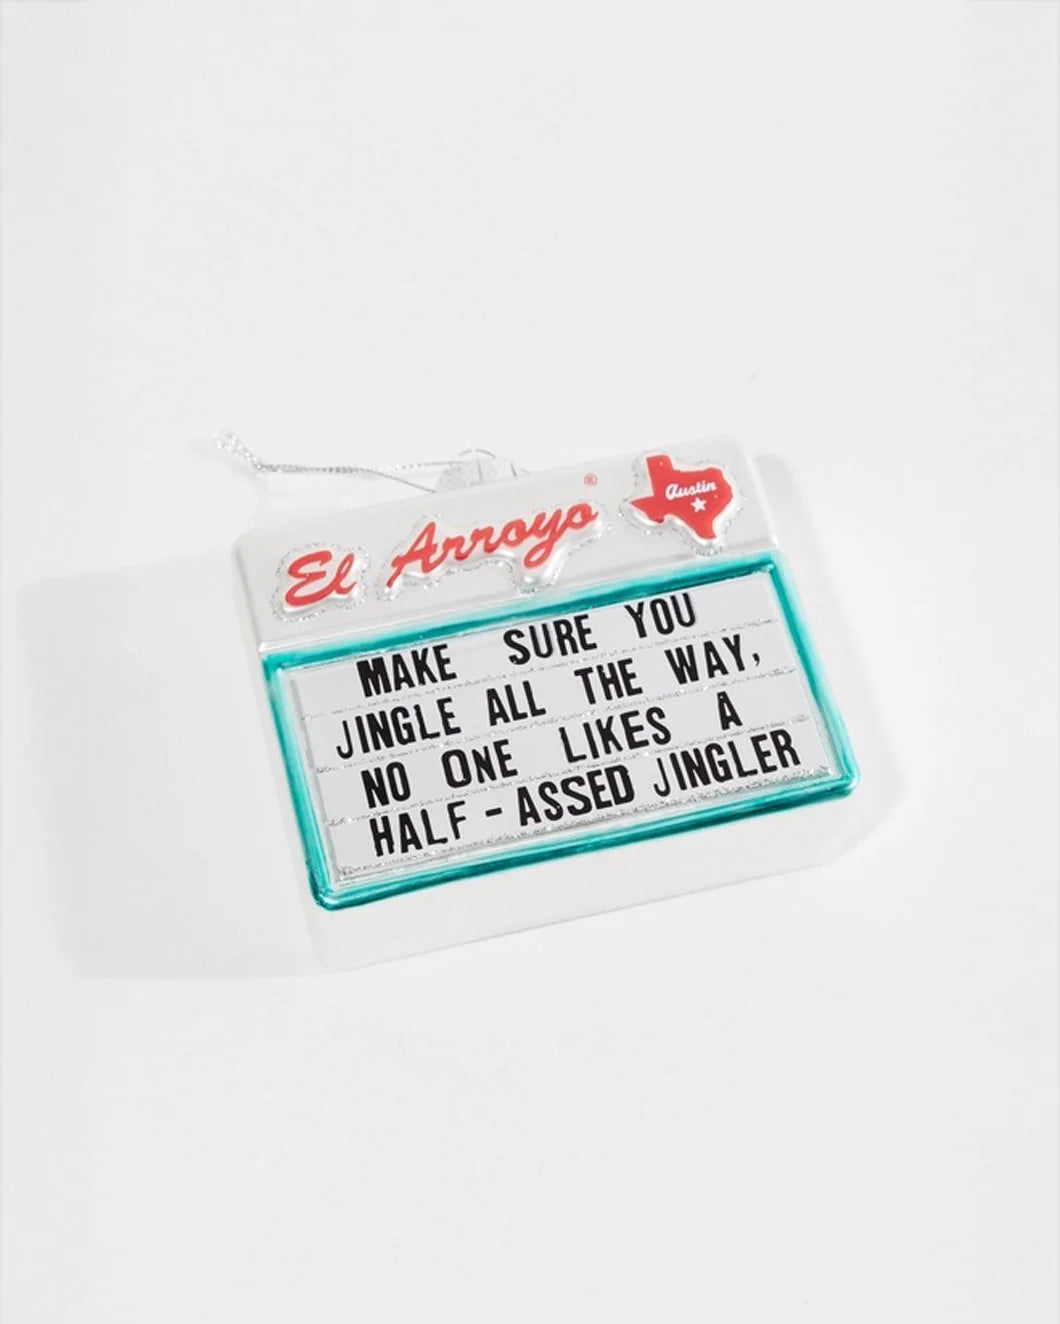 El Arroyo ®
Austin
MAKE SURE YOU
JINGLE ALL THE WAY,
NO ONE LIKES A
HALF-ASSED JINGLER